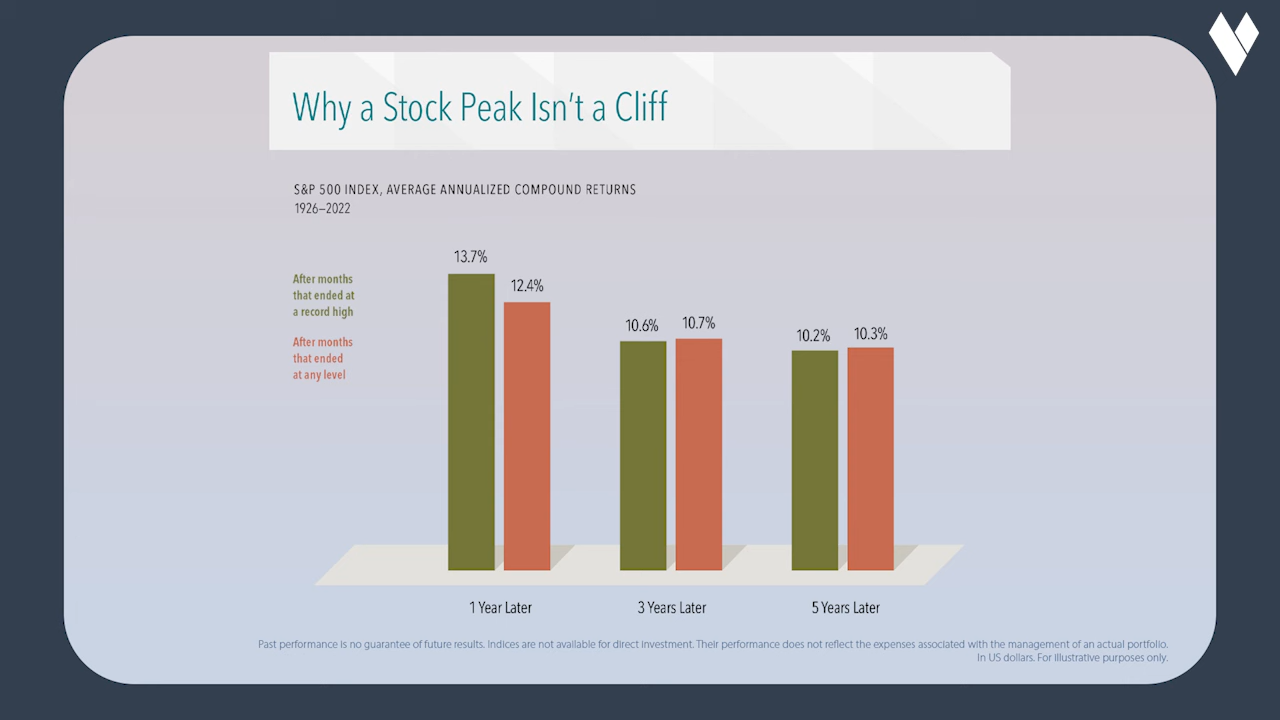 Why a Stock Peak Isn't a Cliff
S&P 500 INDEX, AVERAGE ANNUALIZED COMPOUND RETURNS
1926–2022
After months
that ended at
a record high
After months
that ended
at any level
13.7%
12.4%
10.6%
10.7%
10.2%
10.3%
1 Year Later
3 Years Later
5 Years Later
Past performance is no guarantee of future results. Indices are not available for direct investment. Their performance does not reflect the expenses associated with the management of an actual portfolio.
In US dollars. For illustrative purposes only.